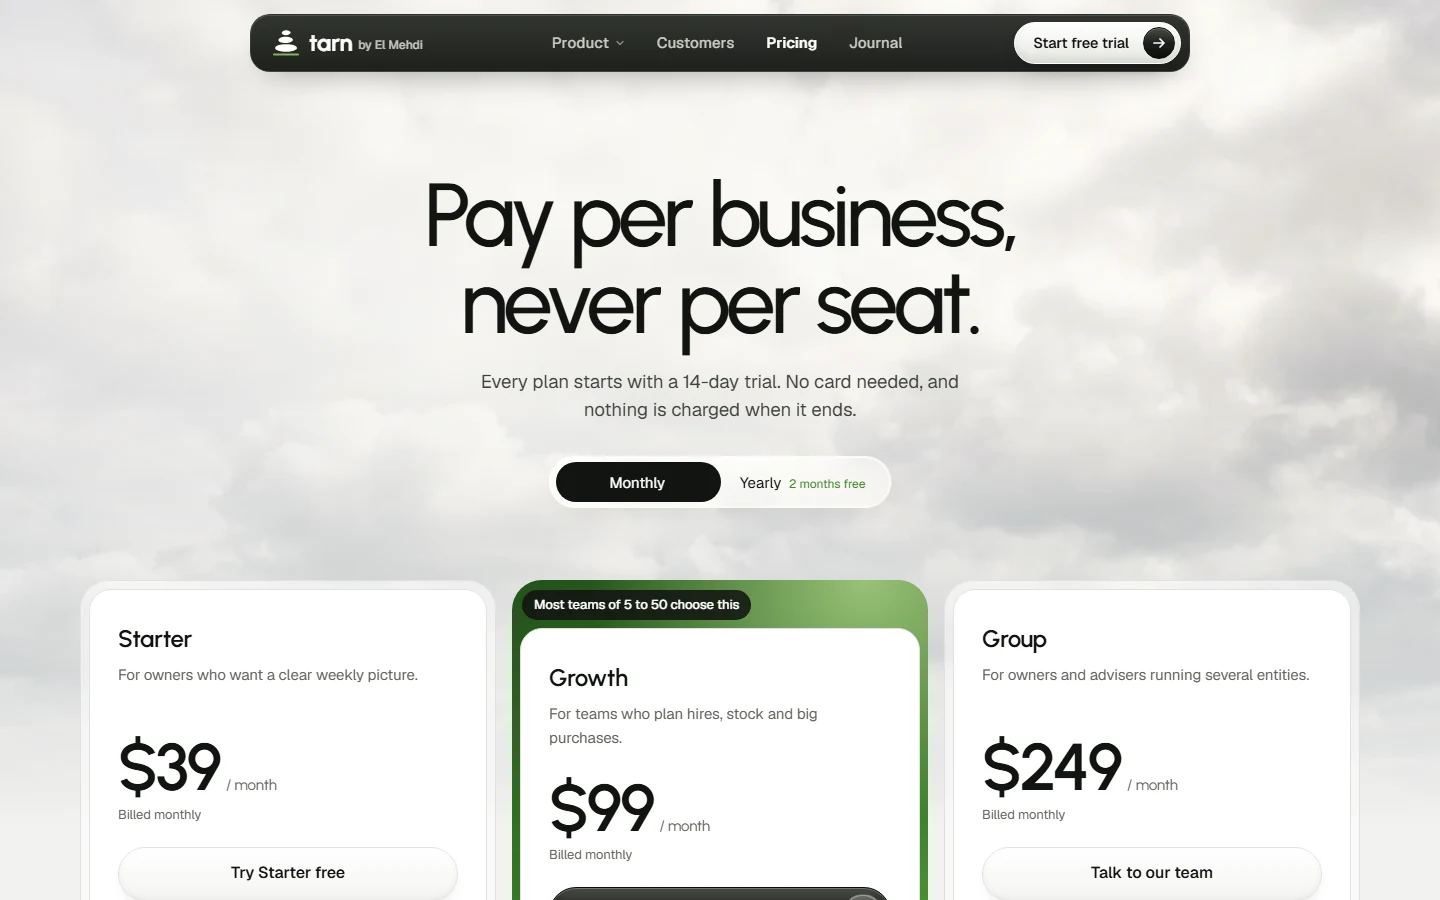 tarn by El Mehdi
Product
Customers
Pricing
Journal
Start free trial
Pay per business,
never per seat.
Every plan starts with a 14-day trial. No card needed, and
nothing is charged when it ends.
Monthly
Yearly 2 months free
Starter
For owners who want a clear weekly picture.
$39 / month
Billed monthly
Try Starter free
Most teams of 5 to 50 choose this
Growth
For teams who plan hires, stock and big
purchases.
$99 / month
Billed monthly
Group
For owners and advisers running several entities.
$249 / month
Billed monthly
Talk to our team